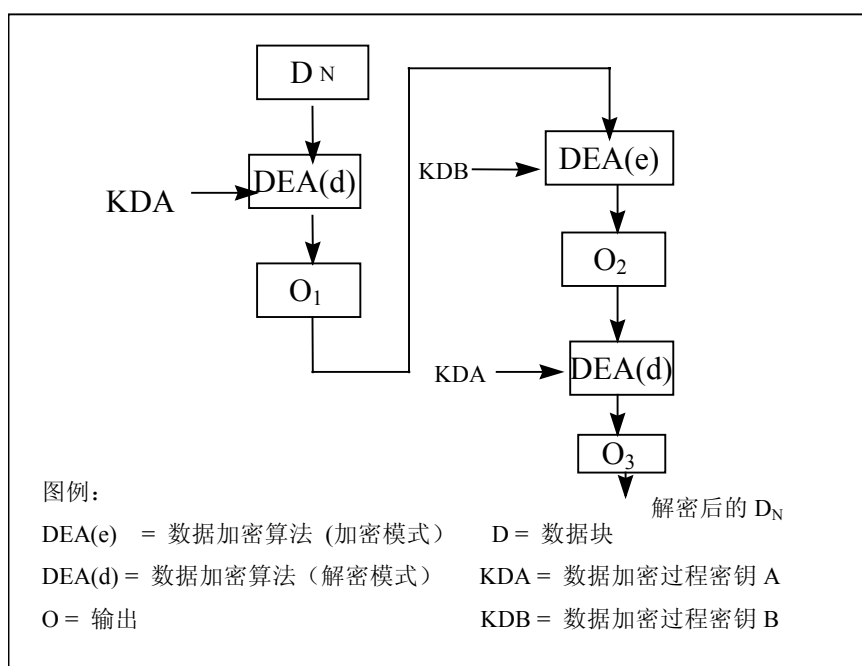 D N
DEA(d)
KDA
O₁
DEA(e)
KDB
O₂
DEA(d)
KDA
O₃
解密后的 D_N
图例：
DEA(e) = 数据加密算法 (加密模式） D = 数据块
DEA(d) = 数据加密算法（解密模式） KDA = 数据加密过程密钥 A
O = 输出 KDB = 数据加密过程密钥 B